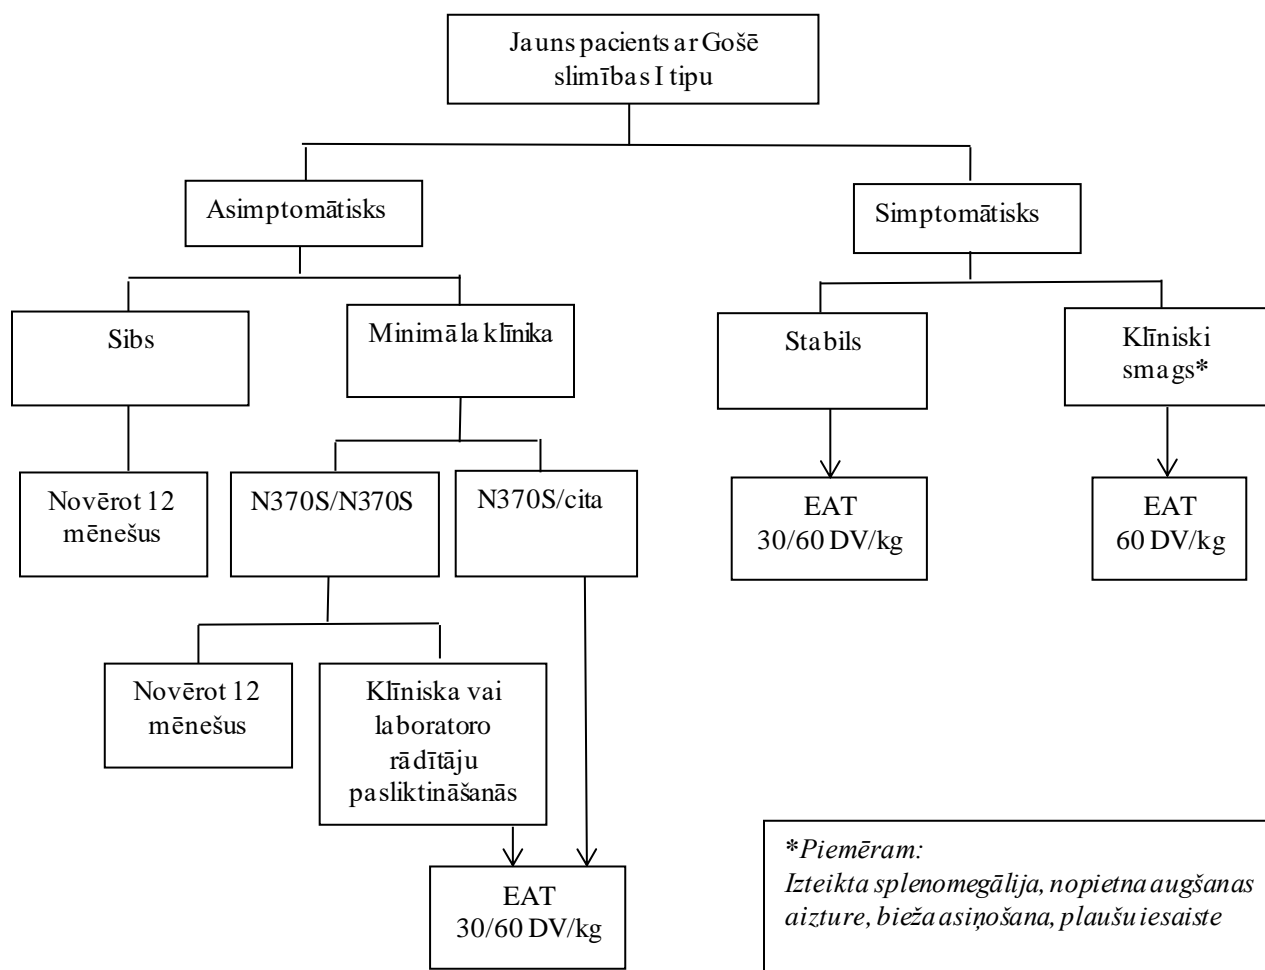 Jauns pacients ar Gošē
slimības I tipu
Asimptomātisks
Simptomātisks
Sibs
Minimāla klīnika
Stabils
Klīniski
smags*
Novērot 12
mēnešus
N370S/N370S
N370S/cita
EAT
30/60 DV/kg
EAT
60 DV/kg
Novērot 12
mēnešus
Klīniska vai
laboratoro
rādītāju
pasliktināšanās
EAT
30/60 DV/kg
*Piemēram:
Izteikta splenomegālija, nopietna augšanas
aizture, bieža asiņošana, plaušu iesaiste